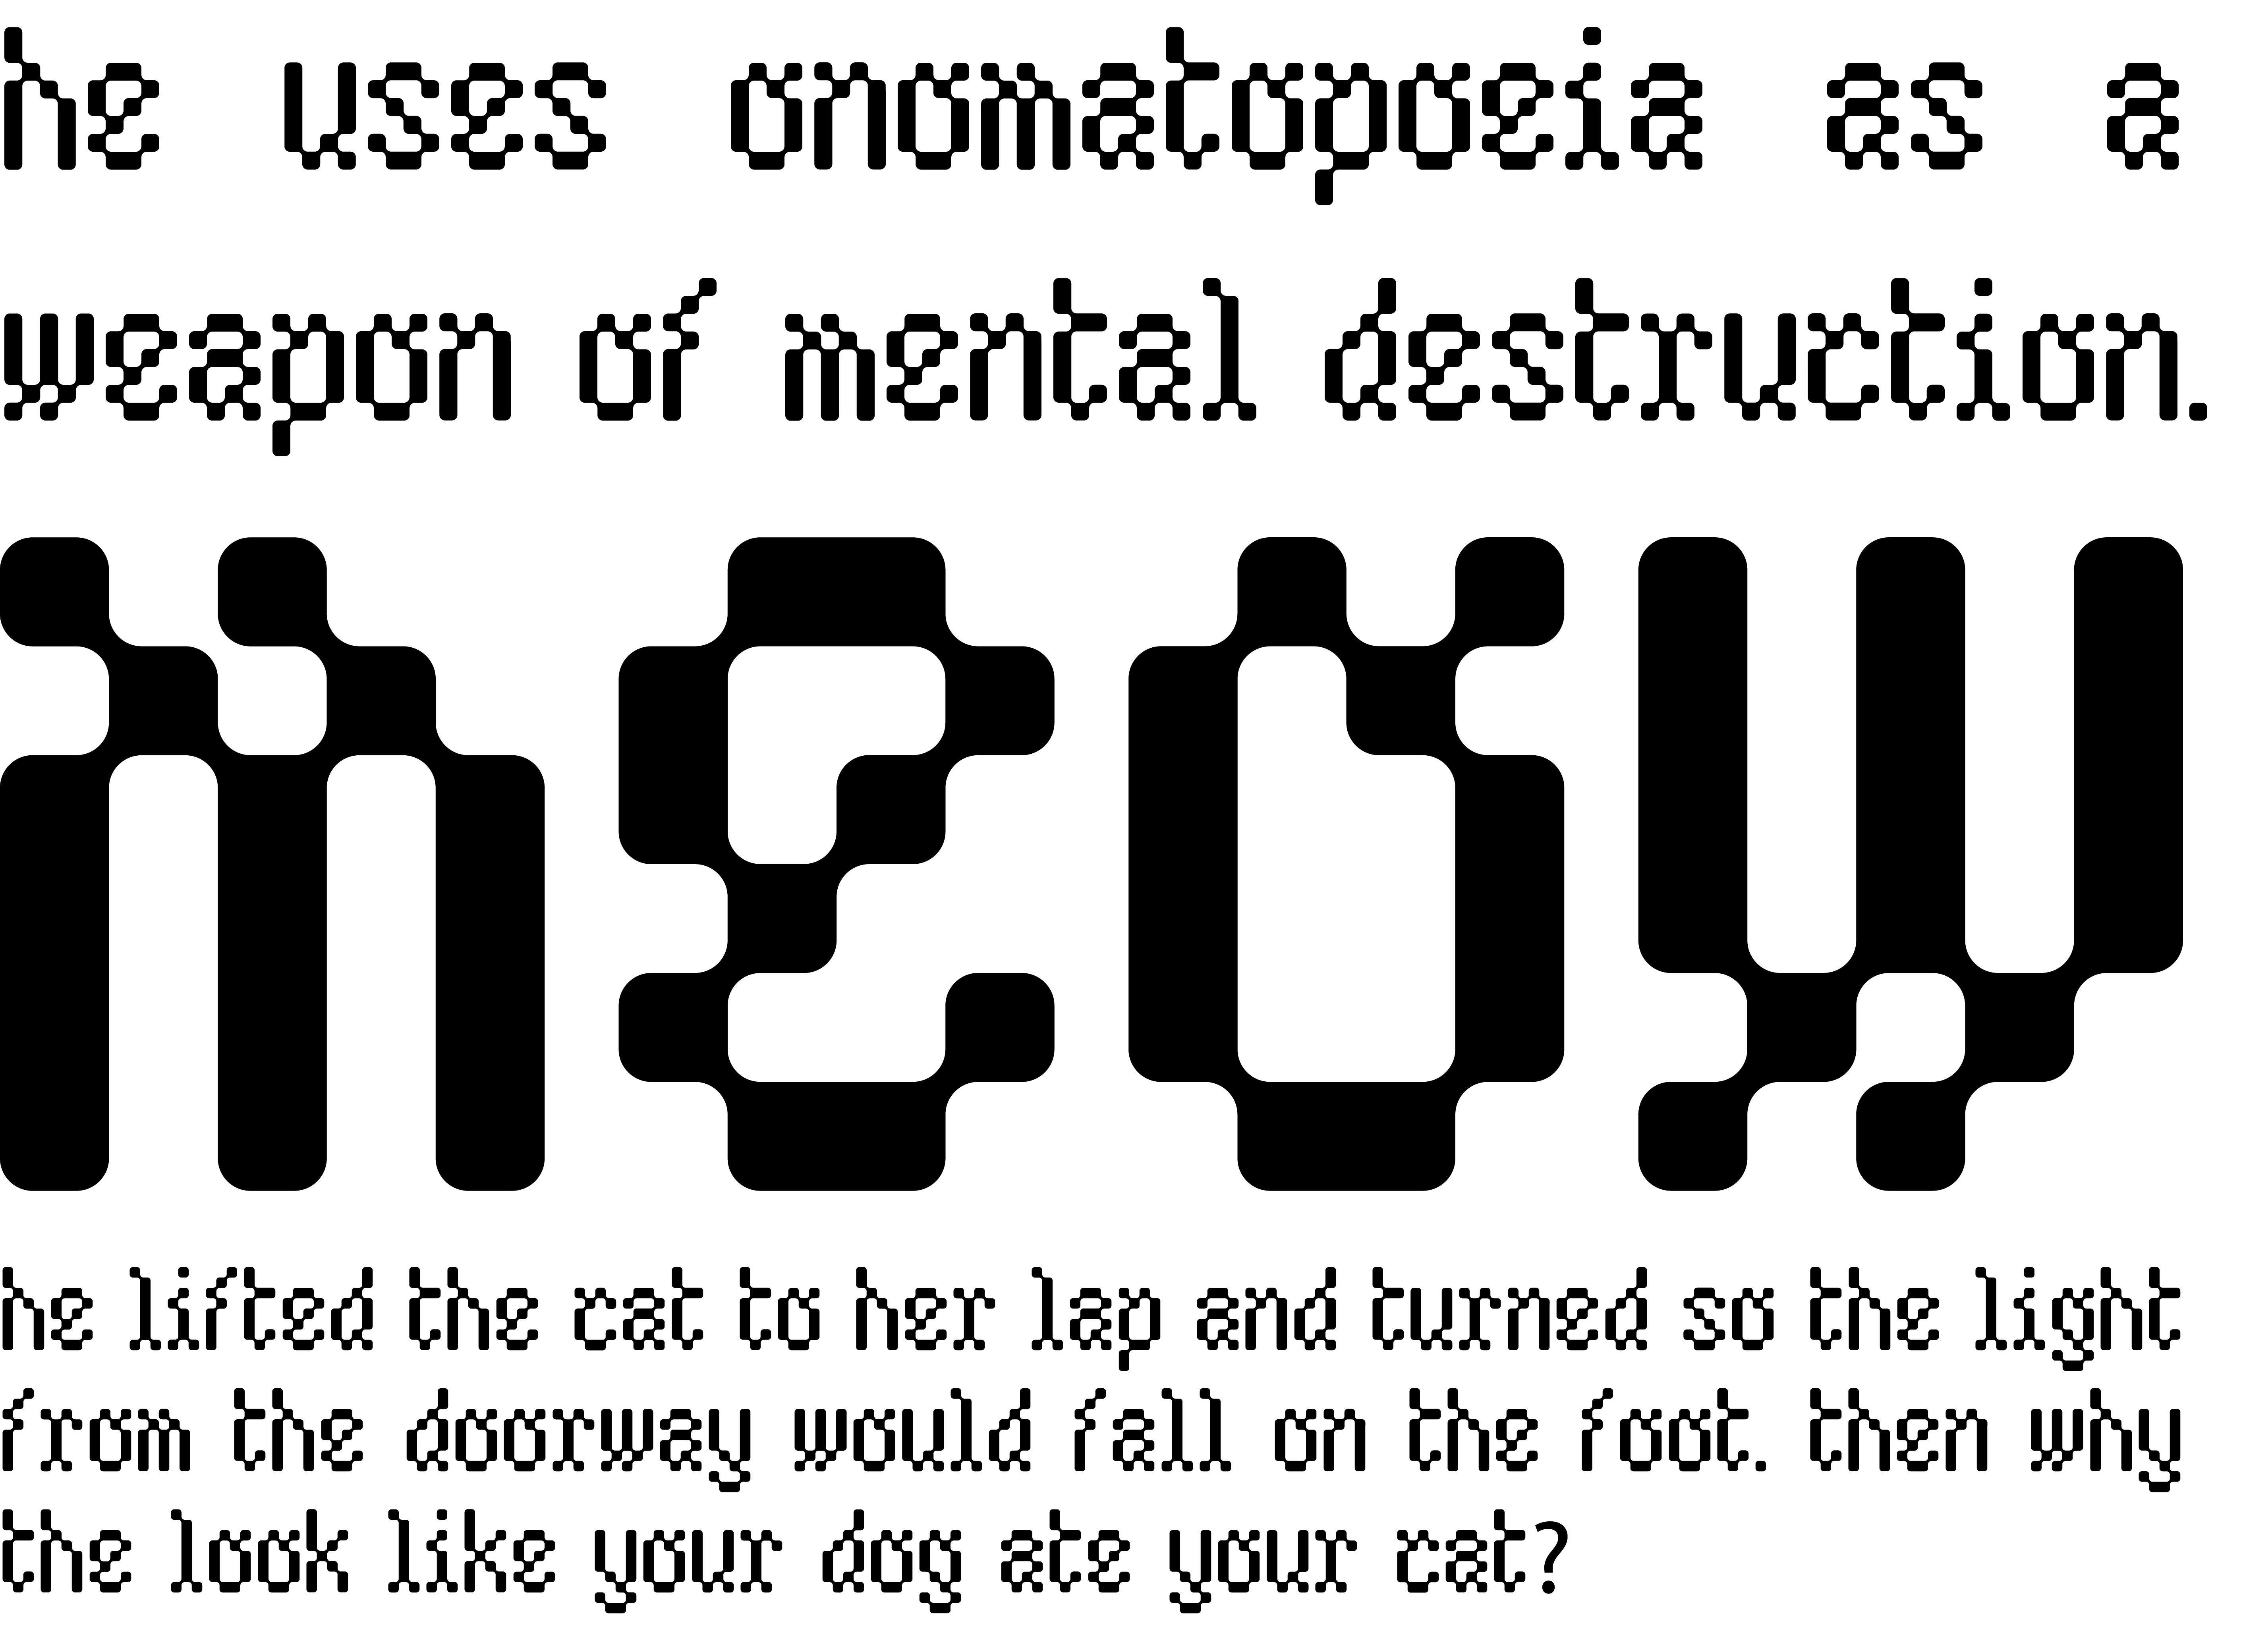 he uses onomatopoeia as a
weapon of mental destruction.
meow
he lifted the cat to her lap and turned so the light
from the doorway would fall on the foot. then why
the look like your dog ate your cat?